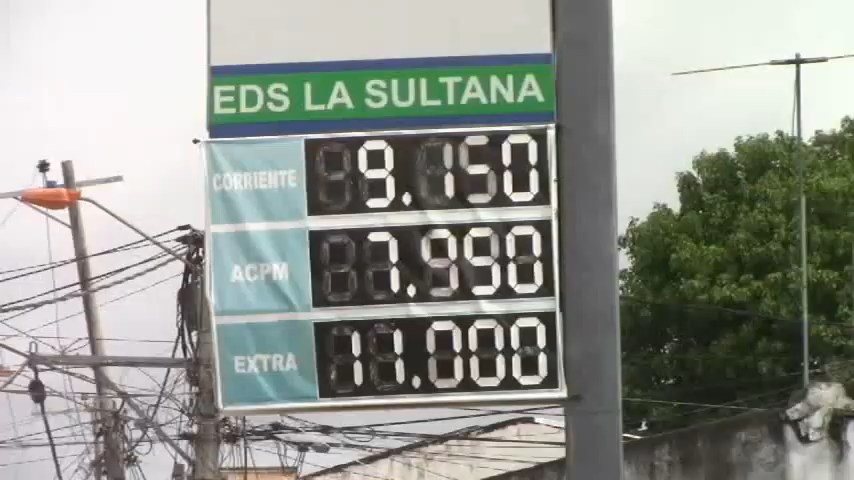 EDS LA SULTANA
CORRIENTE 9.150
ACPM 7.990
EXTRA 11.000